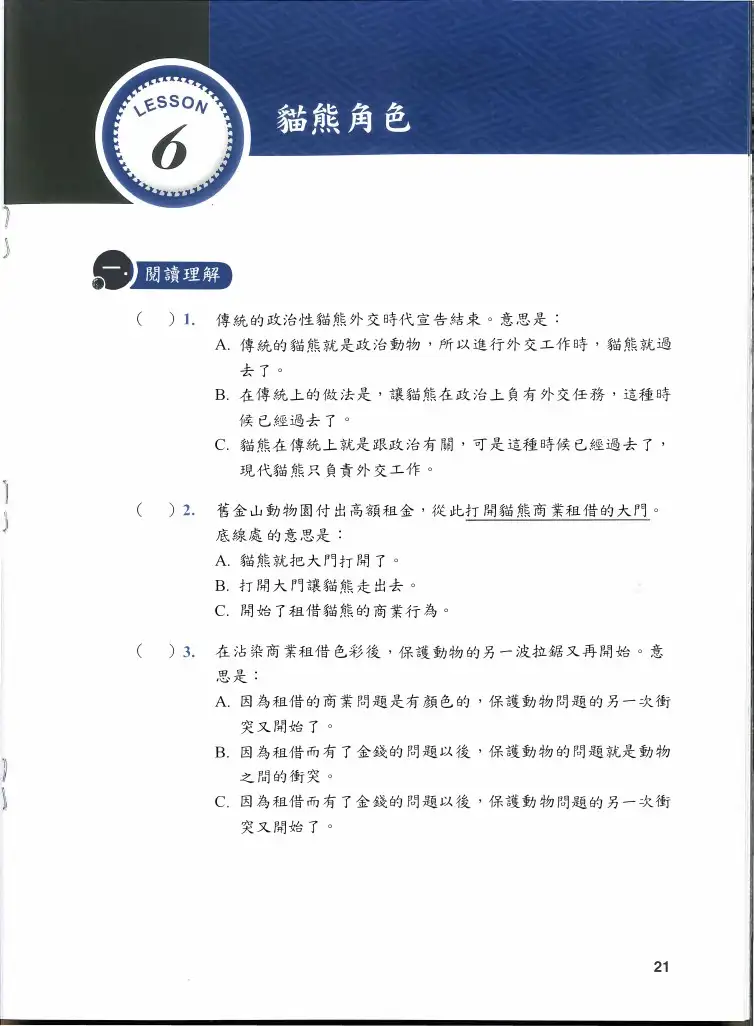 LESSON
6
貓熊角色
一.
閱讀理解
(　) 1. 傳統的政治性貓熊外交時代宣告結束。意思是：
A. 傳統的貓熊就是政治動物，所以進行外交工作時，貓熊就過
去了。
B. 在傳統上的做法是，讓貓熊在政治上負有外交任務，這種時
候已經過去了。
C. 貓熊在傳統上就是跟政治有關，可是這種時候已經過去了，
現代貓熊只負責外交工作。
(　) 2. 舊金山動物園付出高額租金，從此打開貓熊商業租借的大門。
底線處的意思是：
A. 貓熊就把大門打開了。
B. 打開大門讓貓熊走出去。
C. 開始了租借貓熊的商業行為。
(　) 3. 在沾染商業租借色彩後，保護動物的另一波拉鋸又再開始。意
思是：
A. 因為租借的商業問題是有顏色的，保護動物問題的另一次衝
突又開始了。
B. 因為租借而有了金錢的問題以後，保護動物的問題就是動物
之間的衝突。
C. 因為租借而有了金錢的問題以後，保護動物問題的另一次衝
突又開始了。
21